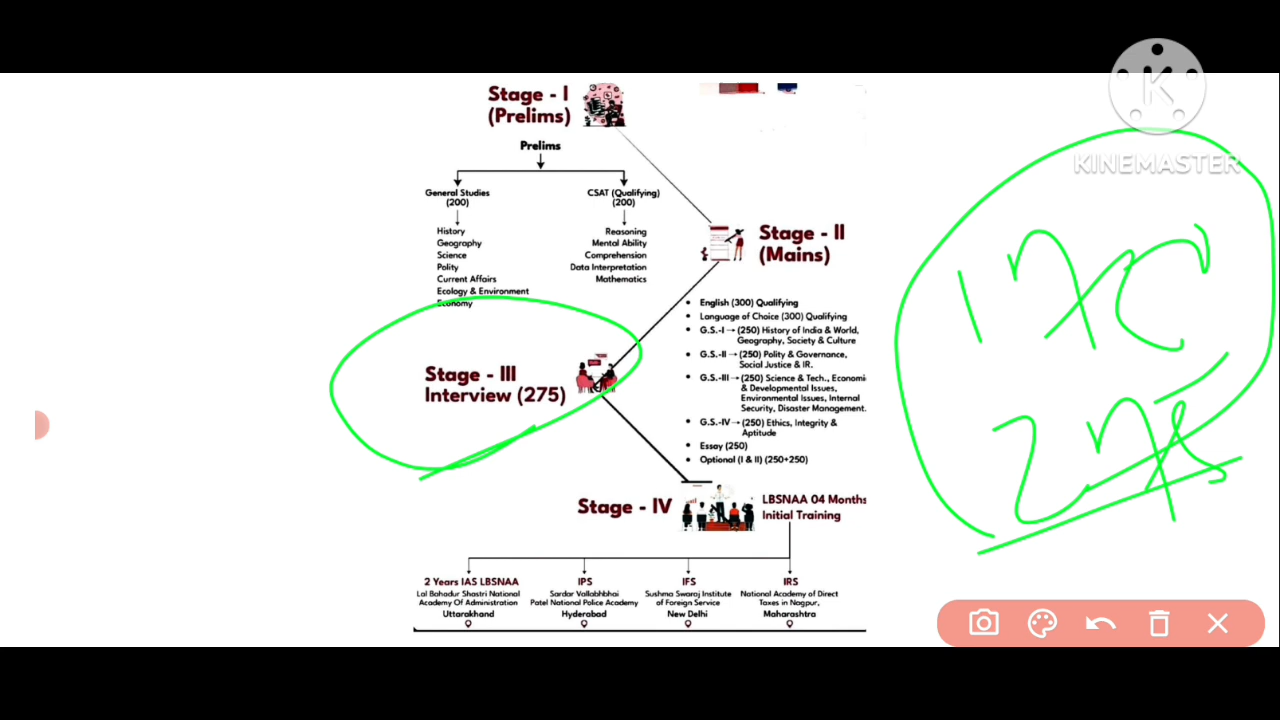 Stage - I
(Prelims)
Prelims
General Studies
(200)
History
Geography
Science
Polity
Current Affairs
Ecology & Environment
Economy
CSAT (Qualifying)
(200)
Reasoning
Mental Ability
Comprehension
Data Interpretation
Mathematics
Stage - II
(Mains)
English (300) Qualifying
Language of Choice (300) Qualifying
G.S.-I → (250) History of India & World,
Geography, Society & Culture
G.S.-II → (250) Polity & Governance,
Social Justice & IR.
G.S.-III → (250) Science & Tech., Economi
& Developmental Issues,
Environmental Issues, Internal
Security, Disaster Management.
G.S.-IV → (250) Ethics, Integrity &
Aptitude
Essay (250)
Optional (I & II) (250+250)
Stage - III
Interview (275)
Stage - IV
LBSNAA 04 Months
Initial Training
2 Years IAS LBSNAA
Lal Bahadur Shastri National
Academy Of Administration
Uttarakhand
IPS
Sardar Vallabhbhai
Patel National Police Academy
Hyderabad
IFS
Sushma Swaraj Institute
of Foreign Service
New Delhi
IRS
National Academy of Direct
Taxes in Nagpur,
Maharashtra
K
KINEMASTER